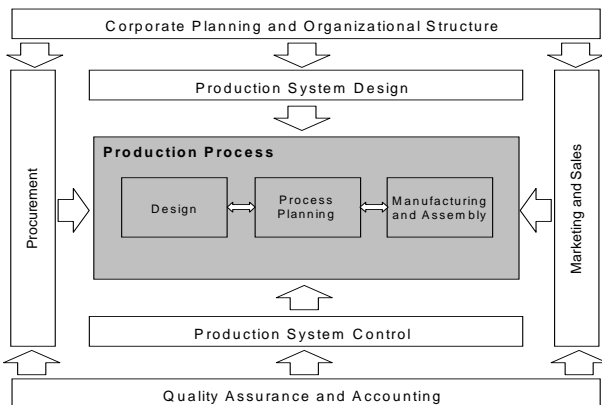 Corporate Planning and Organizational Structure
Production System Design
Procurement
Production Process
Design
Process
Planning
Manufacturing
and Assembly
Marketing and Sales
Production System Control
Quality Assurance and Accounting